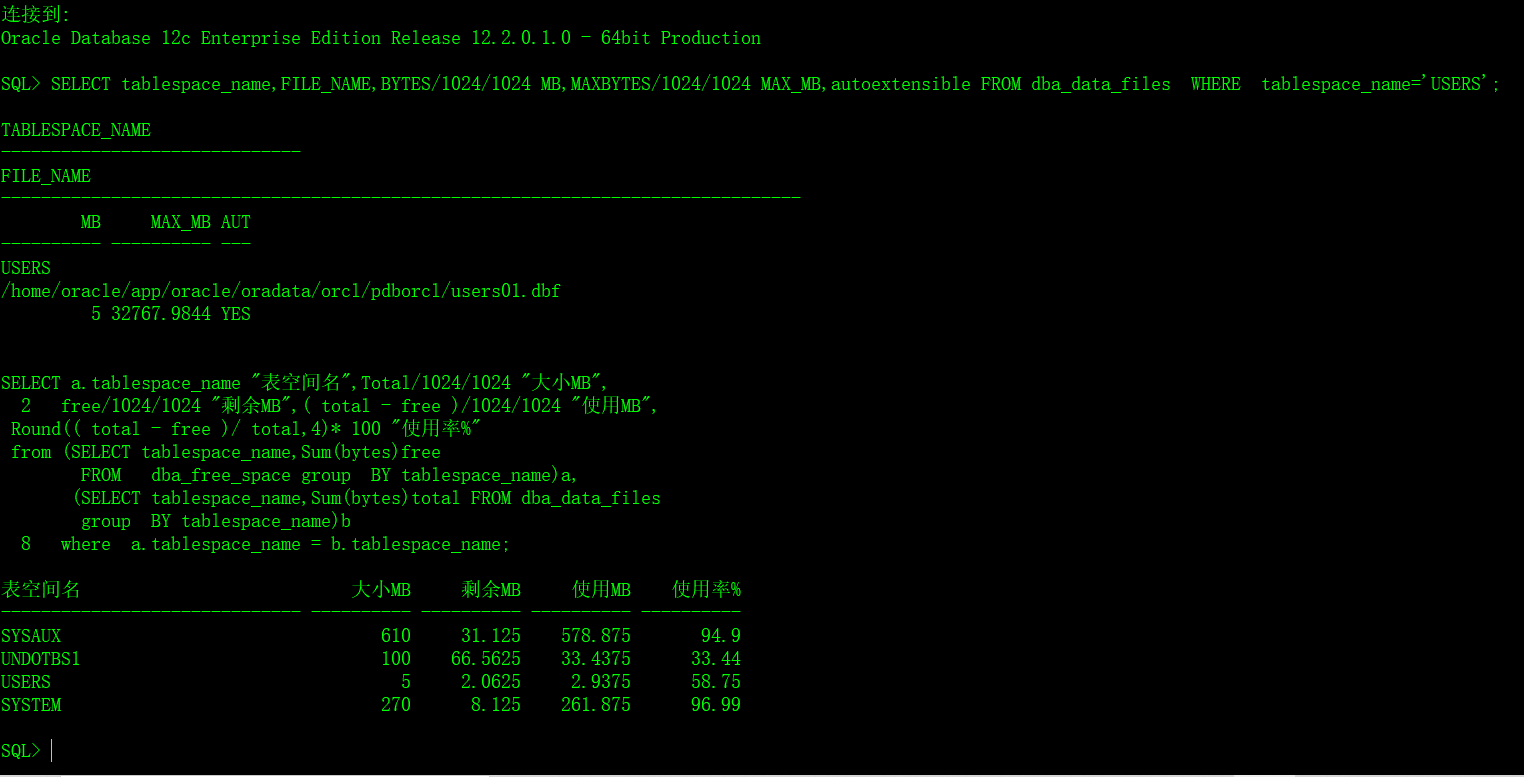 连接到:
Oracle Database 12c Enterprise Edition Release 12.2.0.1.0 - 64bit Production
SQL> SELECT tablespace_name,FILE_NAME,BYTES/1024/1024 MB,MAXBYTES/1024/1024 MAX_MB,autoextensible FROM dba_data_files  WHERE  tablespace_name='USERS';
TABLESPACE_NAME
------------------------------
FILE_NAME
--------------------------------------------------------------------------------
        MB     MAX_MB AUT
---------- ---------- ---
USERS
/home/oracle/app/oracle/oradata/orcl/pdborcl/users01.dbf
         5 32767.9844 YES
SELECT a.tablespace_name "表空间名",Total/1024/1024 "大小MB",
  2   free/1024/1024 "剩余MB",( total - free )/1024/1024 "使用MB",
 Round(( total - free )/ total,4)* 100 "使用率%"
 from (SELECT tablespace_name,Sum(bytes)free
        FROM   dba_free_space group  BY tablespace_name)a,
       (SELECT tablespace_name,Sum(bytes)total FROM dba_data_files
        group  BY tablespace_name)b
  8   where  a.tablespace_name = b.tablespace_name;
表空间名                           大小MB     剩余MB     使用MB    使用率%
------------------------------ ---------- ---------- ---------- ----------
SYSAUX                                610     31.125    578.875       94.9
UNDOTBS1                              100    66.5625    33.4375      33.44
USERS                                   5     2.0625     2.9375      58.75
SYSTEM                                270      8.125    261.875      96.99
SQL>